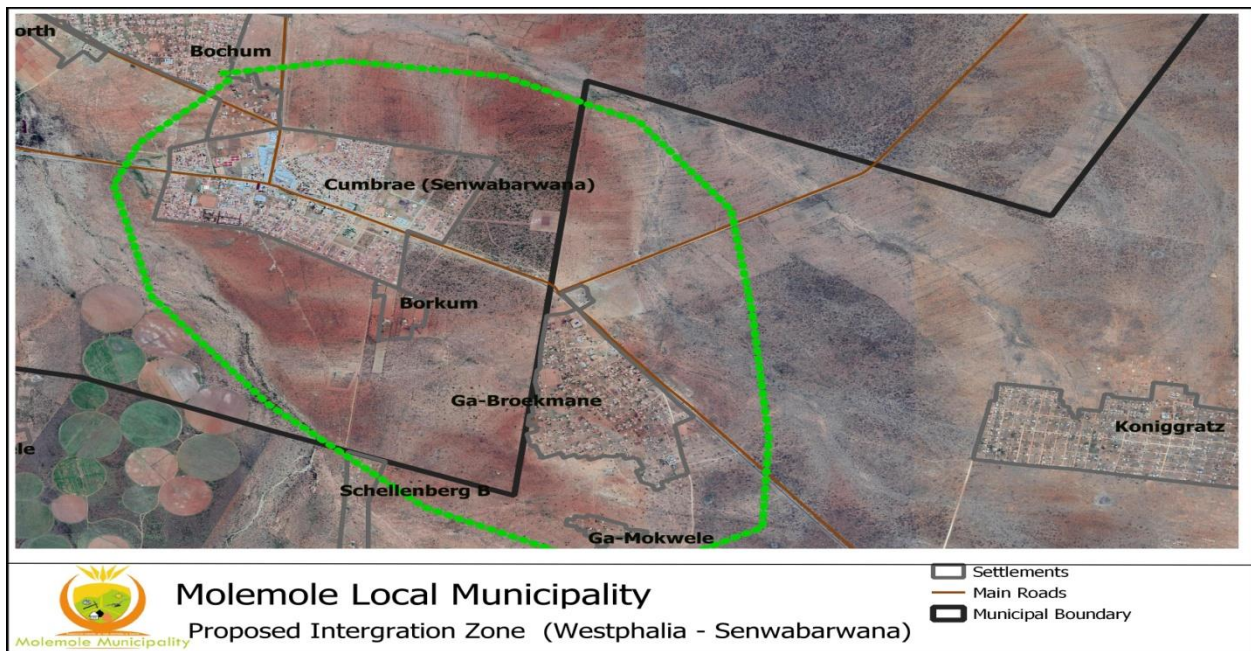 orth
Bochum
Cumbrae (Senwabarwana)
Borkum
Ga-Broekmane
Koniggratz
ele
Schellenberg B
Ga-Mokwele
Molemole Local Municipality
Proposed Intergration Zone (Westphalia - Senwabarwana)
Molemole Municipality
Settlements
Main Roads
Municipal Boundary